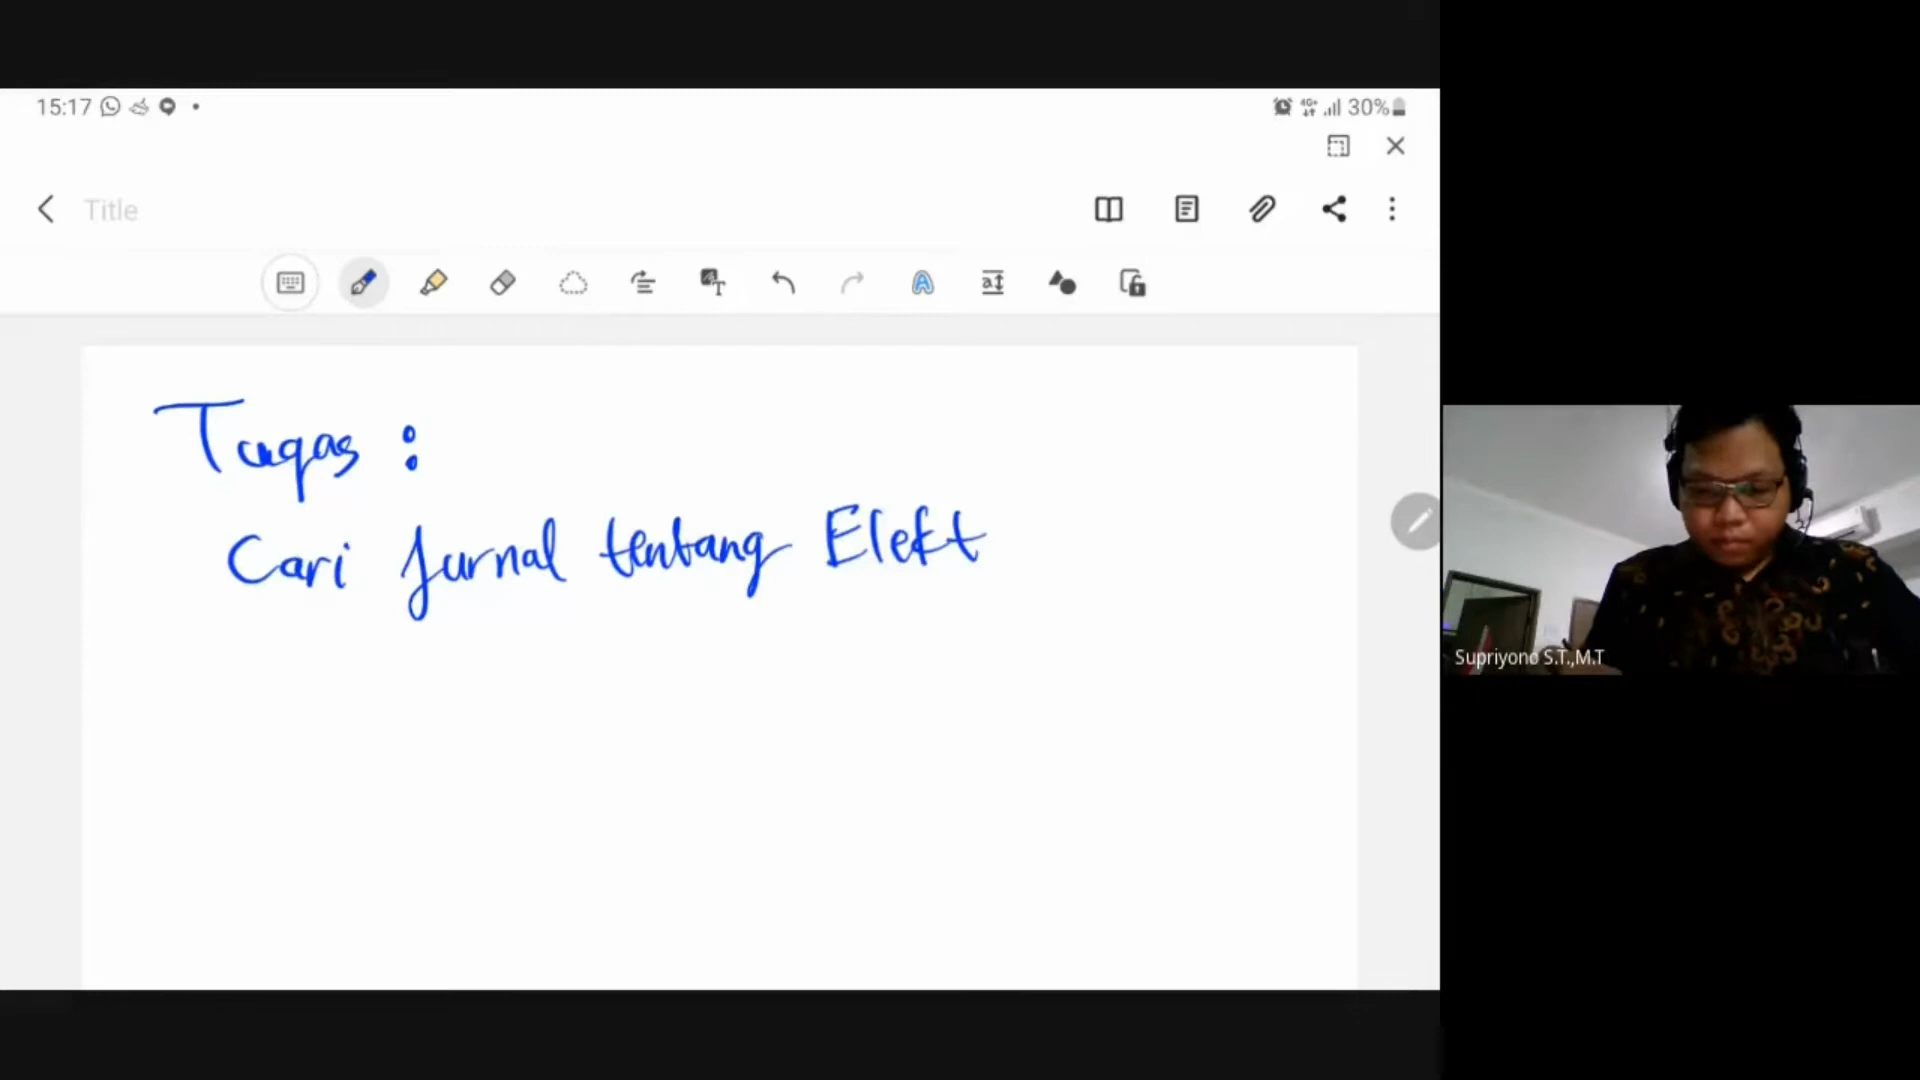 15:17
30%
Title
Tugas :
Cari Jurnal tentang Elekt
Supriyono S.T.,M.T